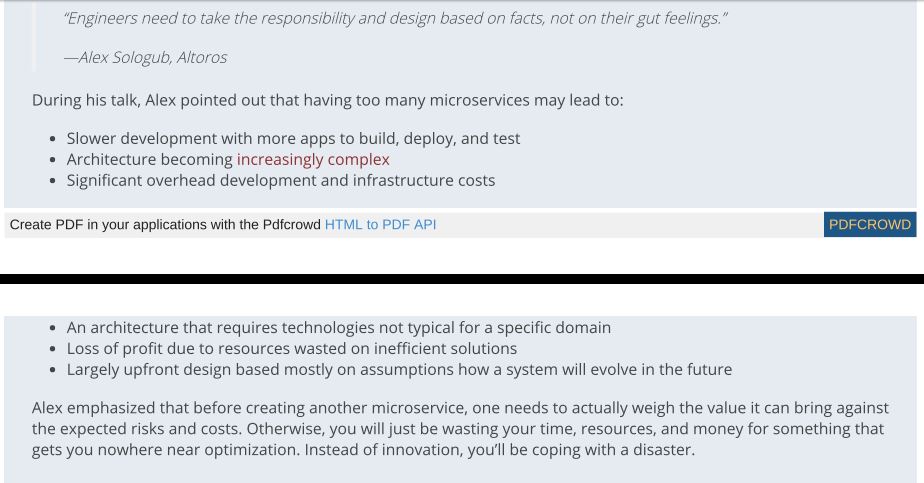 “Engineers need to take the responsibility and design based on facts, not on their gut feelings.”
—Alex Sologub, Altoros
During his talk, Alex pointed out that having too many microservices may lead to:
• Slower development with more apps to build, deploy, and test
• Architecture becoming increasingly complex
• Significant overhead development and infrastructure costs
Create PDF in your applications with the Pdfcrowd HTML to PDF API
PDFCROWD
• An architecture that requires technologies not typical for a specific domain
• Loss of profit due to resources wasted on inefficient solutions
• Largely upfront design based mostly on assumptions how a system will evolve in the future
Alex emphasized that before creating another microservice, one needs to actually weigh the value it can bring against
the expected risks and costs. Otherwise, you will just be wasting your time, resources, and money for something that
gets you nowhere near optimization. Instead of innovation, you’ll be coping with a disaster.